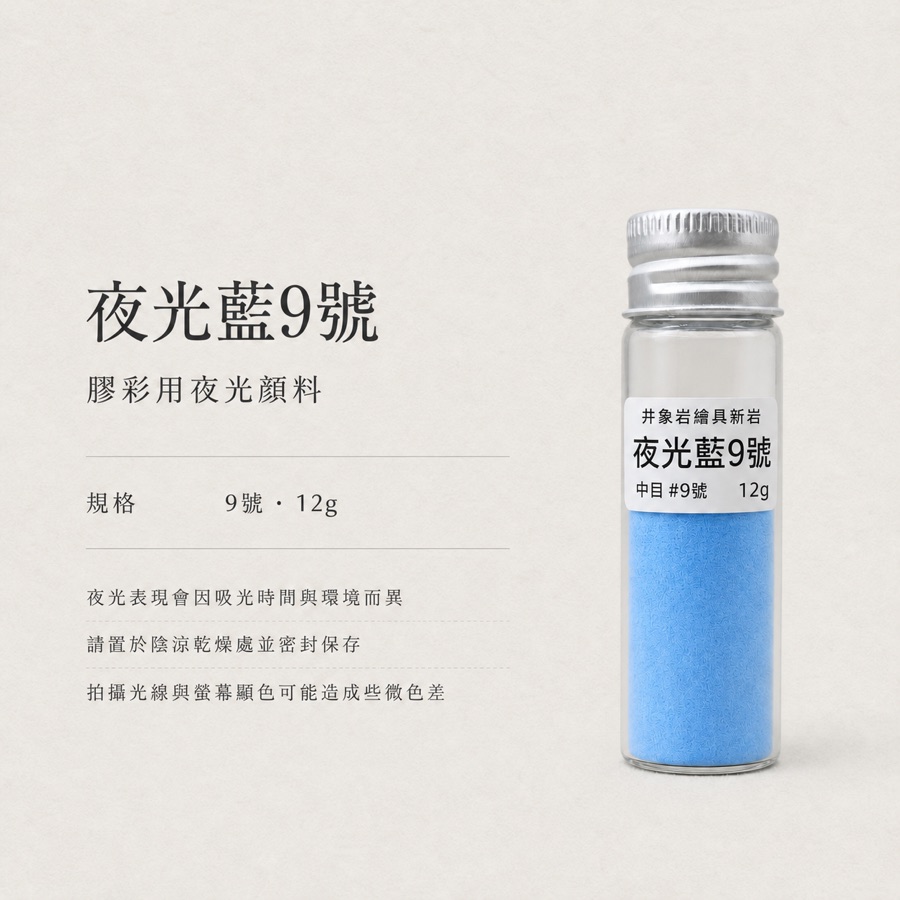 夜光藍9號
膠彩用夜光顏料
規格 9號・12g
夜光表現會因吸光時間與環境而異
請置於陰涼乾燥處並密封保存
拍攝光線與螢幕顯色可能造成些微色差
井象岩繪具新岩
夜光藍9號
中目 #9號 12g